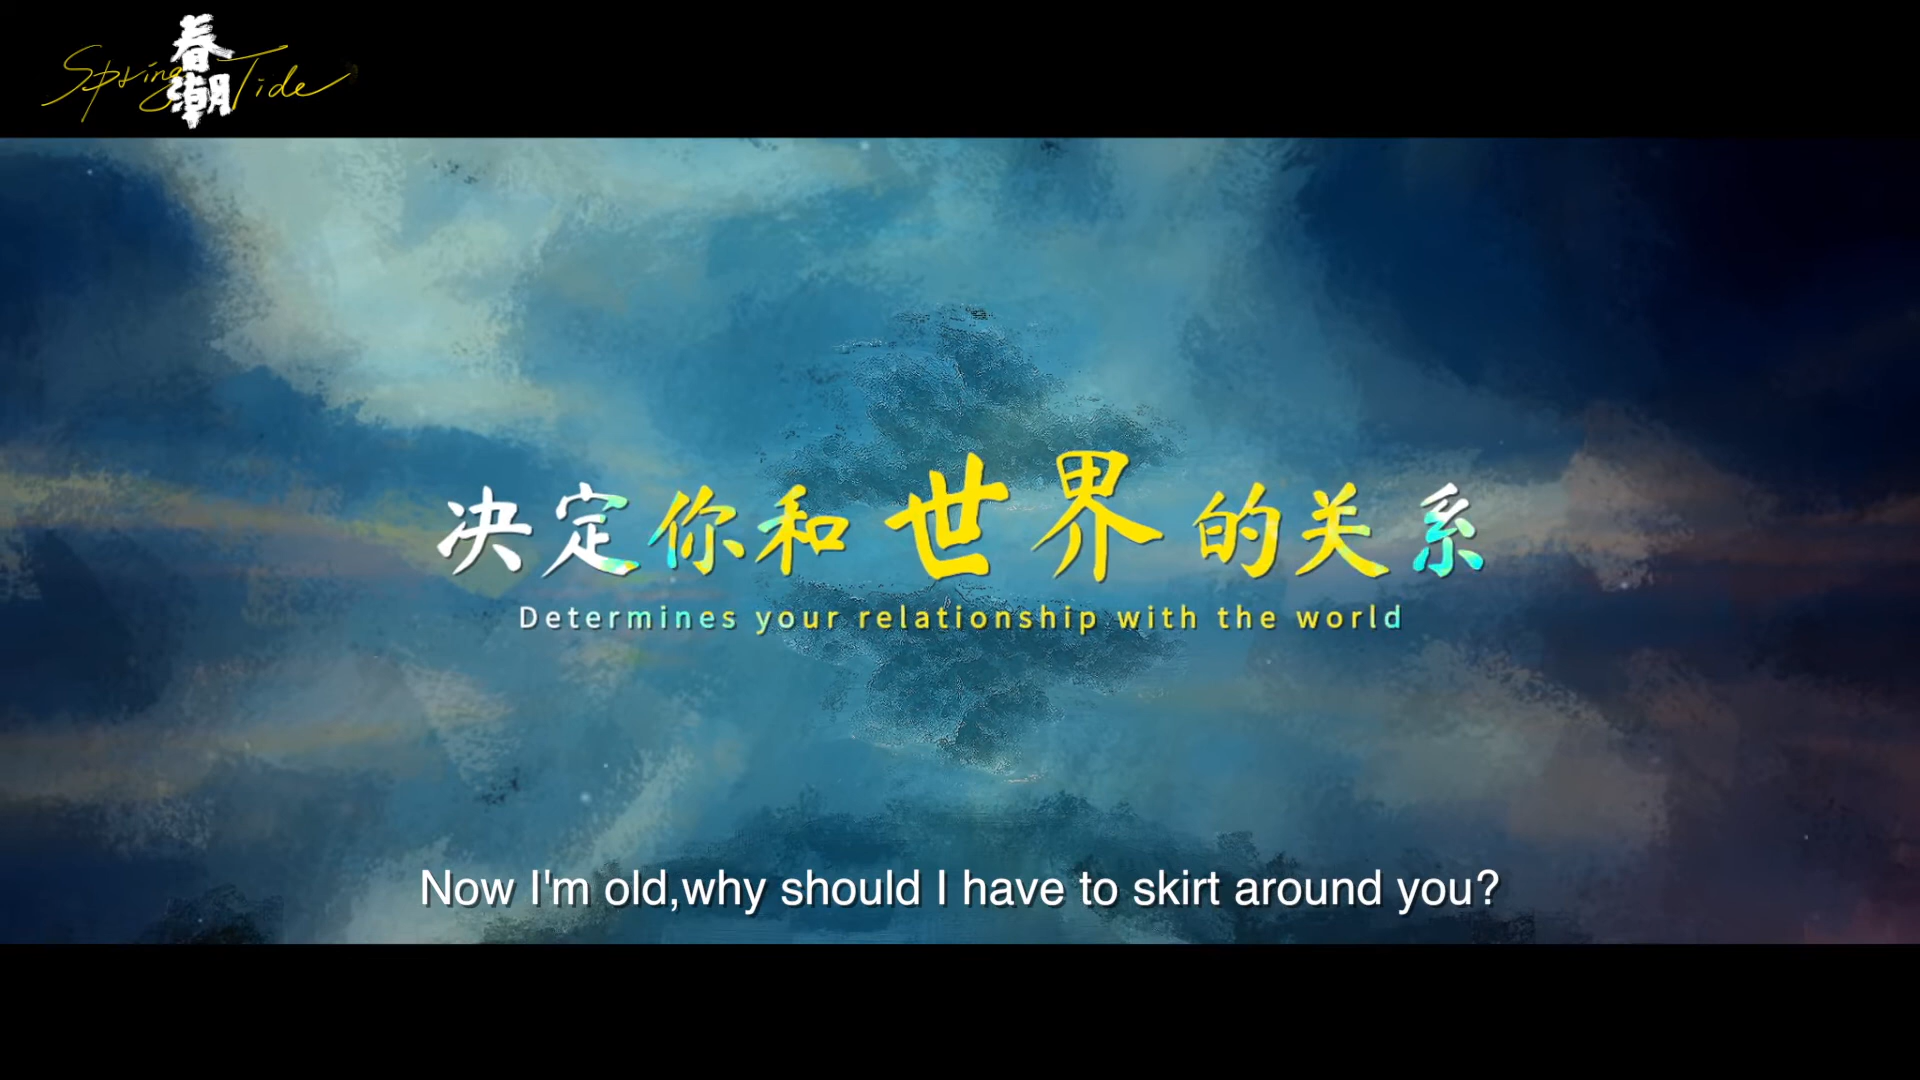 春潮
Spring Tide
决定你和世界的关系
Determines your relationship with the world
Now I'm old,why should I have to skirt around you?